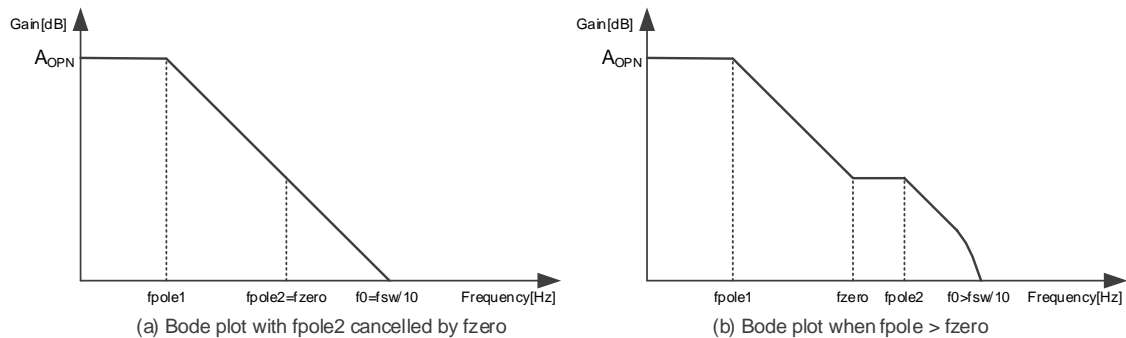 Gain[dB]
AOPN
fpole1
fpole2=fzero
f0=fsw/10
Frequency[Hz]
(a) Bode plot with fpole2 cancelled by fzero
Gain[dB]
AOPN
fpole1
fzero
fpole2
f0>fsw/10
Frequency[Hz]
(b) Bode plot when fpole > fzero